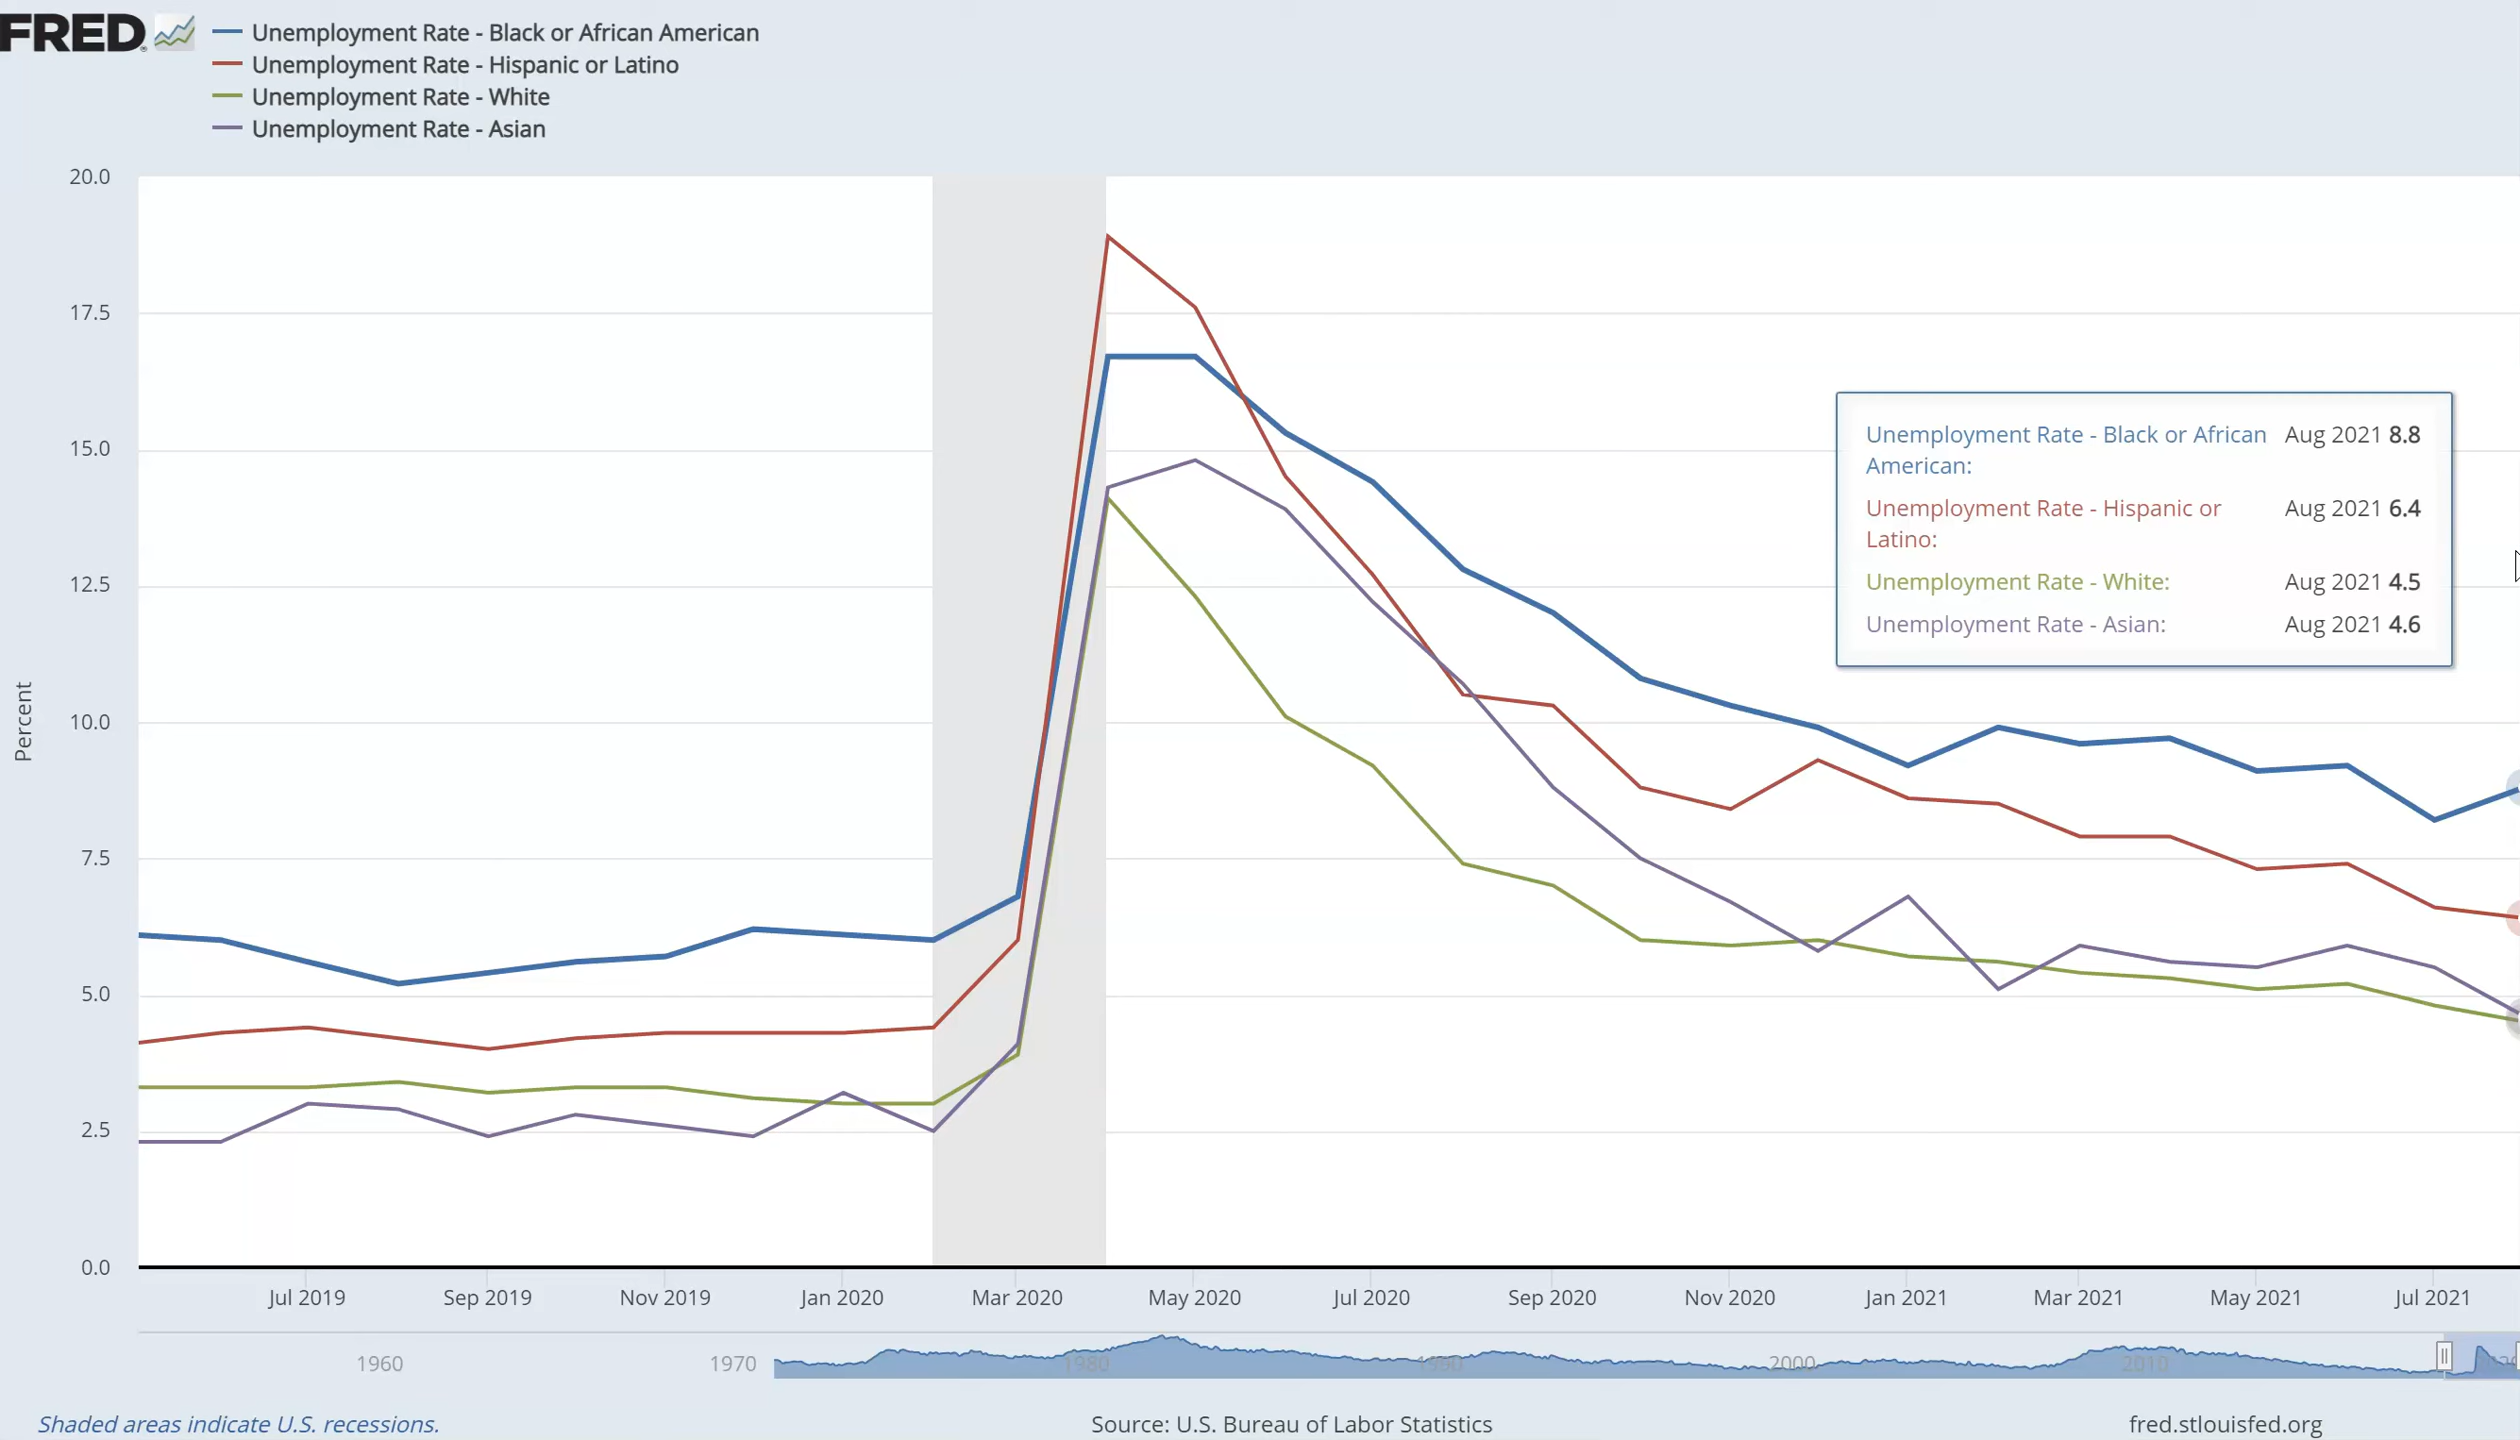 FRED
Unemployment Rate - Black or African American
Unemployment Rate - Hispanic or Latino
Unemployment Rate - White
Unemployment Rate - Asian
20.0
17.5
15.0
12.5
10.0
7.5
5.0
2.5
0.0
Percent
Unemployment Rate - Black or African Aug 2021 8.8
American:
Unemployment Rate - Hispanic or Aug 2021 6.4
Latino:
Unemployment Rate - White: Aug 2021 4.5
Unemployment Rate - Asian: Aug 2021 4.6
Jul 2019 Sep 2019 Nov 2019 Jan 2020 Mar 2020 May 2020 Jul 2020 Sep 2020 Nov 2020 Jan 2021 Mar 2021 May 2021 Jul 2021
1960 1970 1980 1990 2000 2010
Shaded areas indicate U.S. recessions. Source: U.S. Bureau of Labor Statistics fred.stlouisfed.org